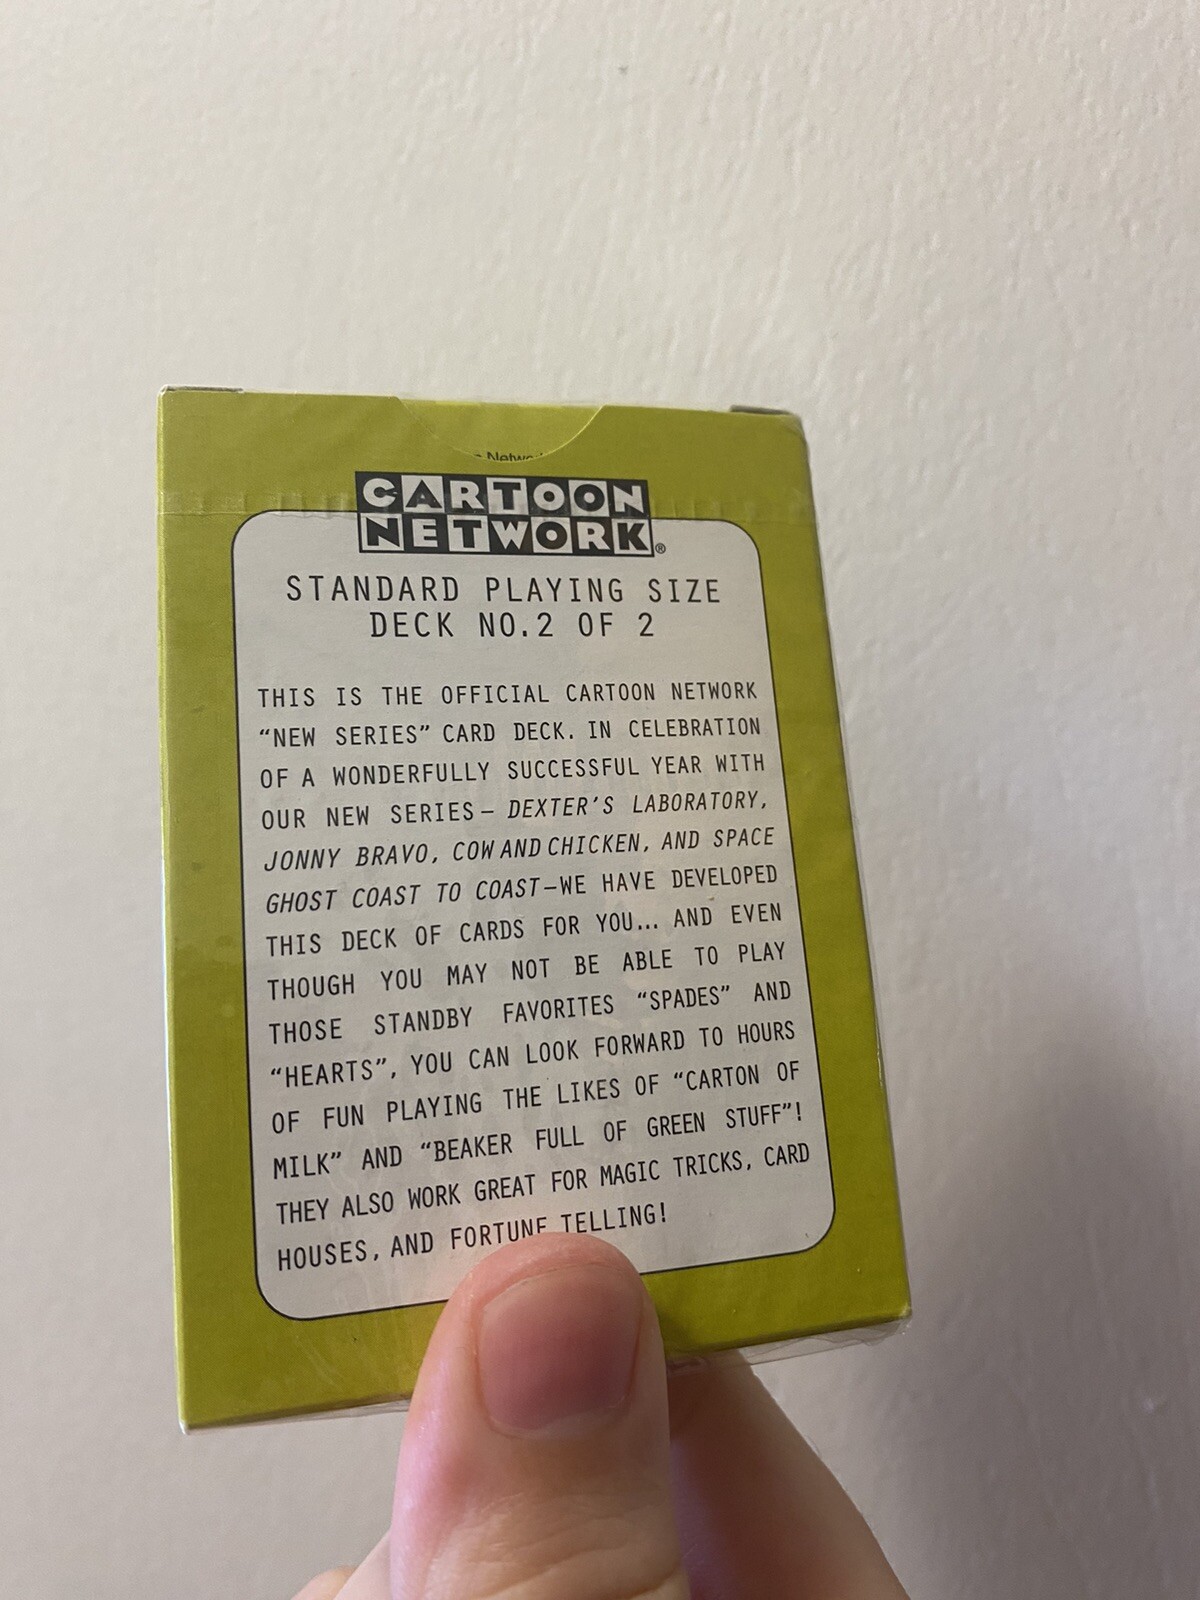 Netwo
CARTOON
NETWORK®
STANDARD PLAYING SIZE
DECK NO.2 OF 2
THIS IS THE OFFICIAL CARTOON NETWORK
“NEW SERIES” CARD DECK. IN CELEBRATION
OF A WONDERFULLY SUCCESSFUL YEAR WITH
OUR NEW SERIES– DEXTER’S LABORATORY,
JONNY BRAVO, COW AND CHICKEN, AND SPACE
GHOST COAST TO COAST–WE HAVE DEVELOPED
THIS DECK OF CARDS FOR YOU... AND EVEN
THOUGH YOU MAY NOT BE ABLE TO PLAY
THOSE STANDBY FAVORITES “SPADES” AND
“HEARTS”, YOU CAN LOOK FORWARD TO HOURS
OF FUN PLAYING THE LIKES OF “CARTON OF
MILK” AND “BEAKER FULL OF GREEN STUFF”!
THEY ALSO WORK GREAT FOR MAGIC TRICKS, CARD
HOUSES, AND FORTUNE TELLING!